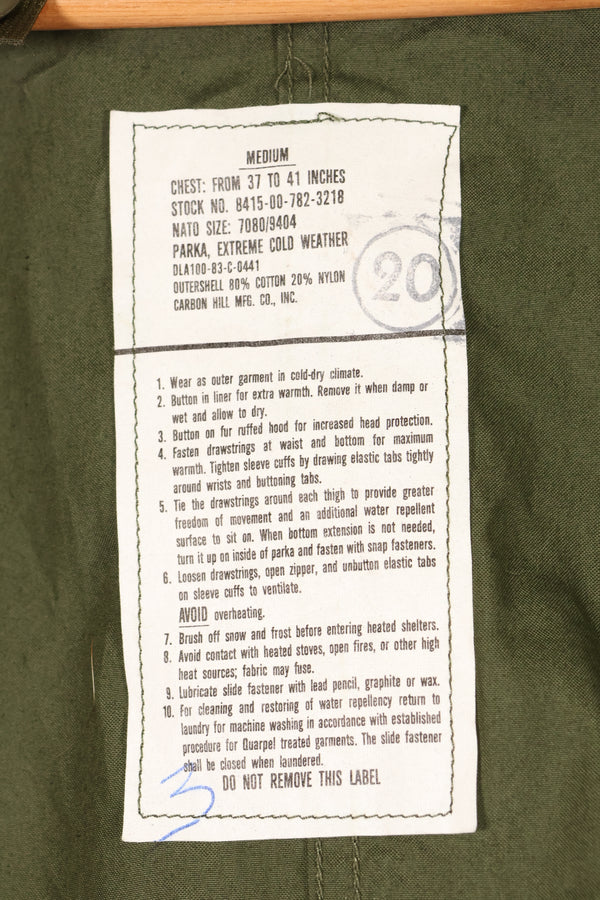 MEDIUM
CHEST: FROM 37 TO 41 INCHES
STOCK NO. 8415-00-782-3218
NATO SIZE: 7080/9404
PARKA, EXTREME COLD WEATHER
DLA100-83-C-0441
OUTERSHELL 80% COTTON 20% NYLON
CARBON HILL MFG. CO., INC.
20
1. Wear as outer garment in cold-dry climate.
2. Button in liner for extra warmth. Remove it when damp or
wet and allow to dry.
3. Button on fur ruffed hood for increased head protection.
4. Fasten drawstrings at waist and bottom for maximum
warmth. Tighten sleeve cuffs by drawing elastic tabs tightly
around wrists and buttoning tabs.
5. Tie the drawstrings around each thigh to provide greater
freedom of movement and an additional water repellent
surface to sit on. When bottom extension is not needed,
turn it up on inside of parka and fasten with snap fasteners.
6. Loosen drawstrings, open zipper, and unbutton elastic tabs
on sleeve cuffs to ventilate.
AVOID overheating.
7. Brush off snow and frost before entering heated shelters.
8. Avoid contact with heated stoves, open fires, or other high
heat sources; fabric may fuse.
9. Lubricate slide fastener with lead pencil, graphite or wax.
10. For cleaning and restoring of water repellency return to
laundry for machine washing in accordance with established
procedure for Quarpel treated garments. The slide fastener
shall be closed when laundered.
DO NOT REMOVE THIS LABEL